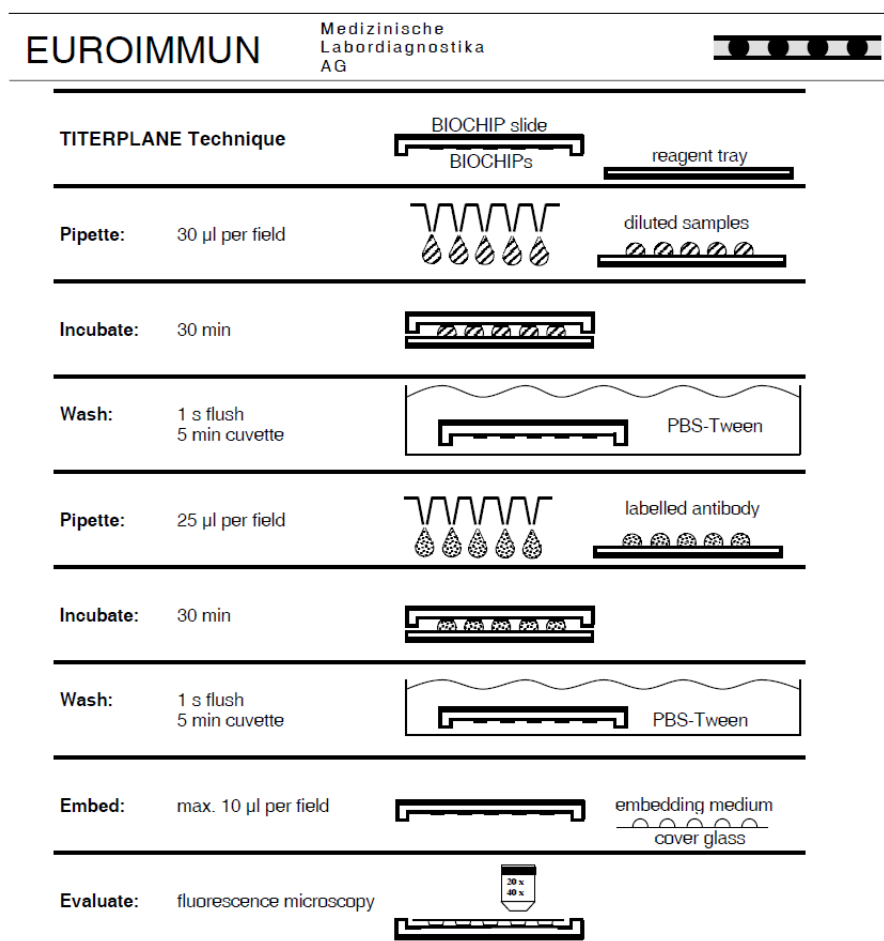 EUROIMMUN
Medizinische
Labordiagnostika
AG
TITERPLANE Technique
BIOCHIP slide
BIOCHIPs
reagent tray
Pipette: 30 µl per field
diluted samples
Incubate: 30 min
Wash: 1 s flush
5 min cuvette
PBS-Tween
Pipette: 25 µl per field
labelled antibody
Incubate: 30 min
Wash: 1 s flush
5 min cuvette
PBS-Tween
Embed: max. 10 µl per field
embedding medium
cover glass
Evaluate: fluorescence microscopy
20 x
40 x